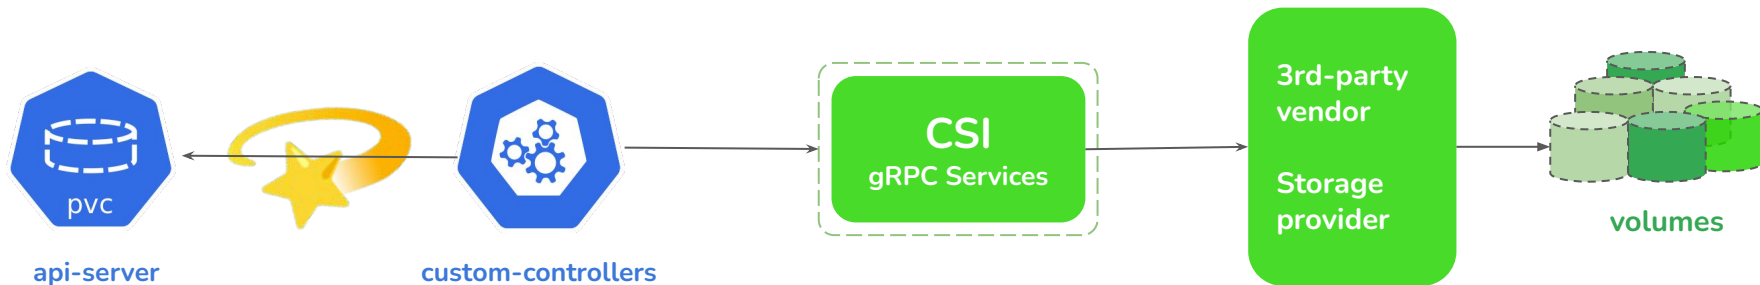 pvc
api-server
custom-controllers
CSI
gRPC Services
3rd-party
vendor
Storage
provider
volumes